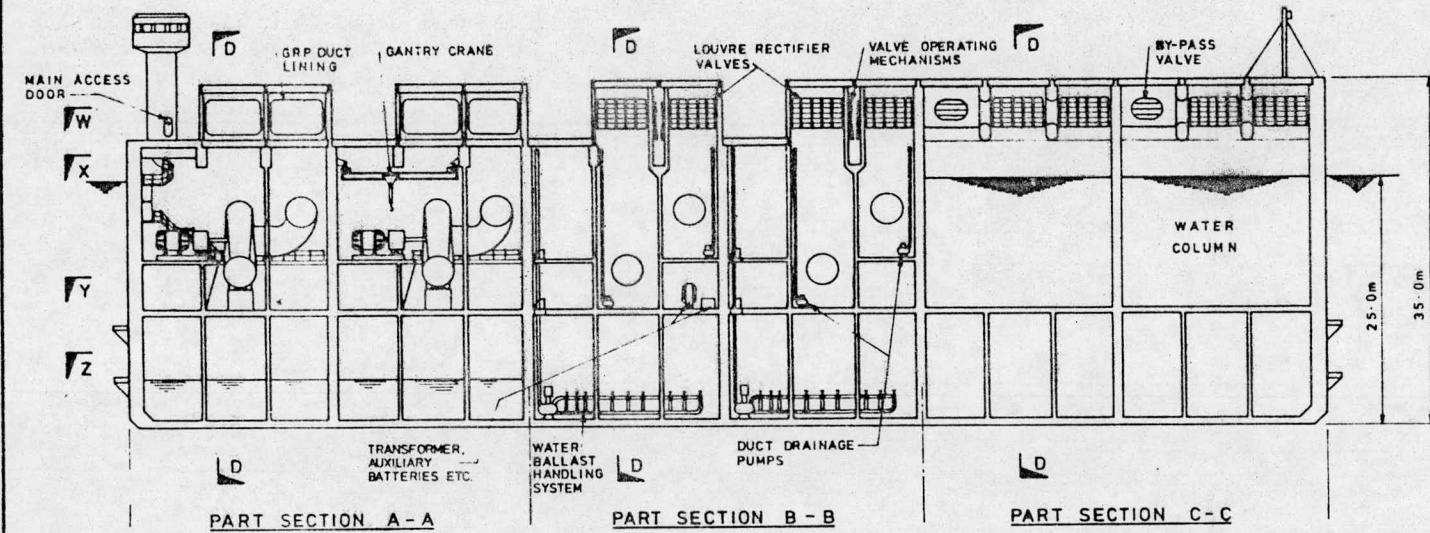 D
D
D
GRP DUCT
LINING
GANTRY CRANE
LOUVRE RECTIFIER
VALVES
VALVE OPERATING
MECHANISMS
BY-PASS
VALVE
MAIN ACCESS
DOOR
W
X
Y
Z
WATER
COLUMN
25·0m
35·0m
TRANSFORMER,
AUXILIARY
BATTERIES ETC.
WATER
BALLAST
HANDLING
SYSTEM
DUCT DRAINAGE
PUMPS
D
D
D
PART SECTION A-A
PART SECTION B-B
PART SECTION C-C